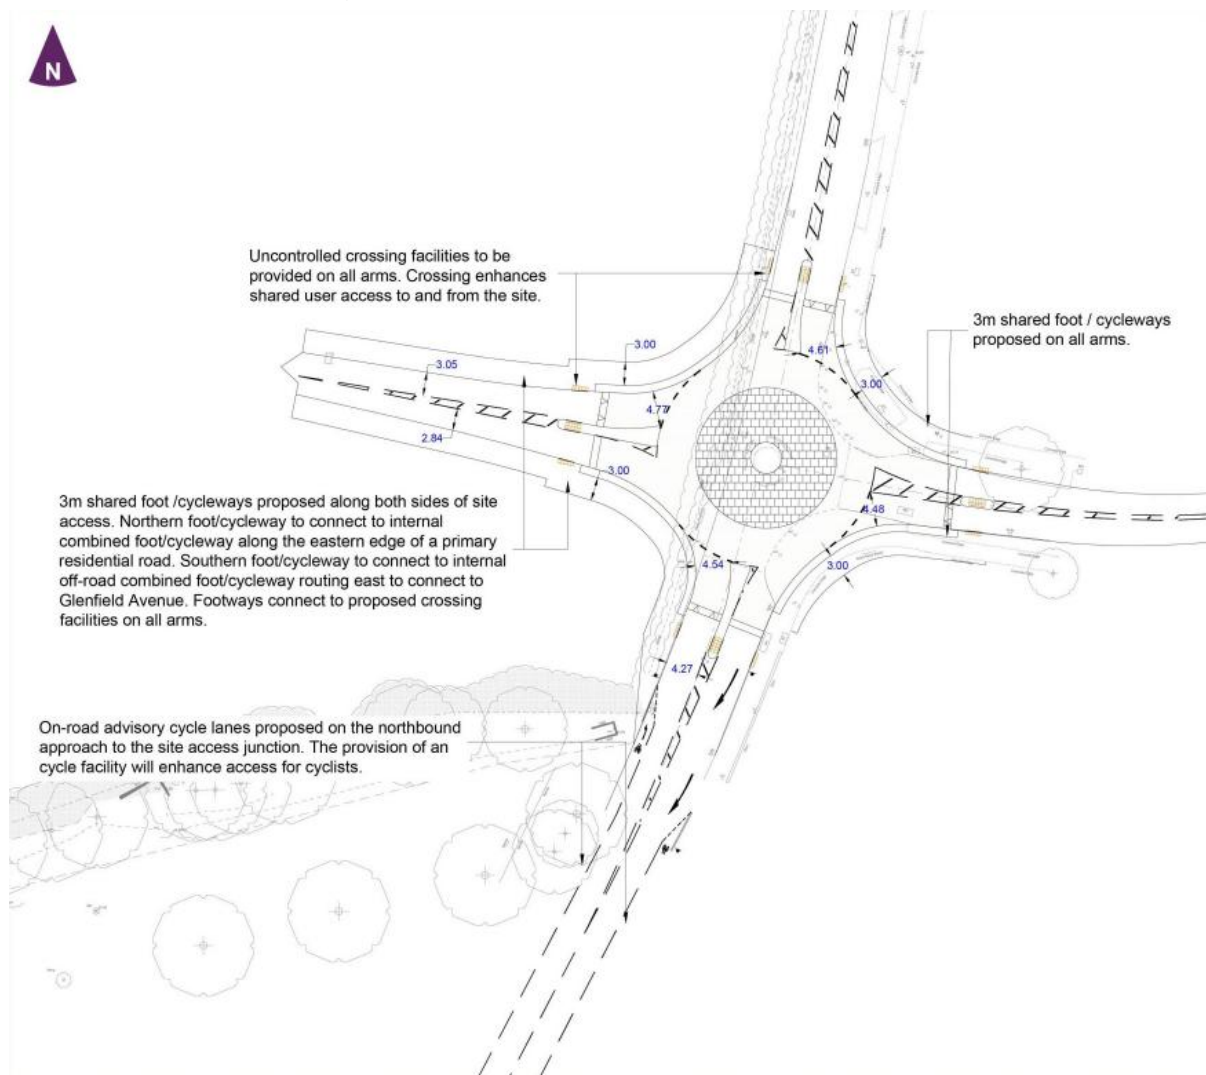 N
Uncontrolled crossing facilities to be
provided on all arms. Crossing enhances
shared user access to and from the site.
3m shared foot / cycleways
proposed on all arms.
3.00
4.61
3.05
3.00
4.77
2.84
3.00
4.48
3m shared foot /cycleways proposed along both sides of site
access. Northern foot/cycleway to connect to internal
combined foot/cycleway along the eastern edge of a primary
residential road. Southern foot/cycleway to connect to internal
off-road combined foot/cycleway routing east to connect to
Glenfield Avenue. Footways connect to proposed crossing
facilities on all arms.
4.54
3.00
4.27
On-road advisory cycle lanes proposed on the northbound
approach to the site access junction. The provision of an
cycle facility will enhance access for cyclists.